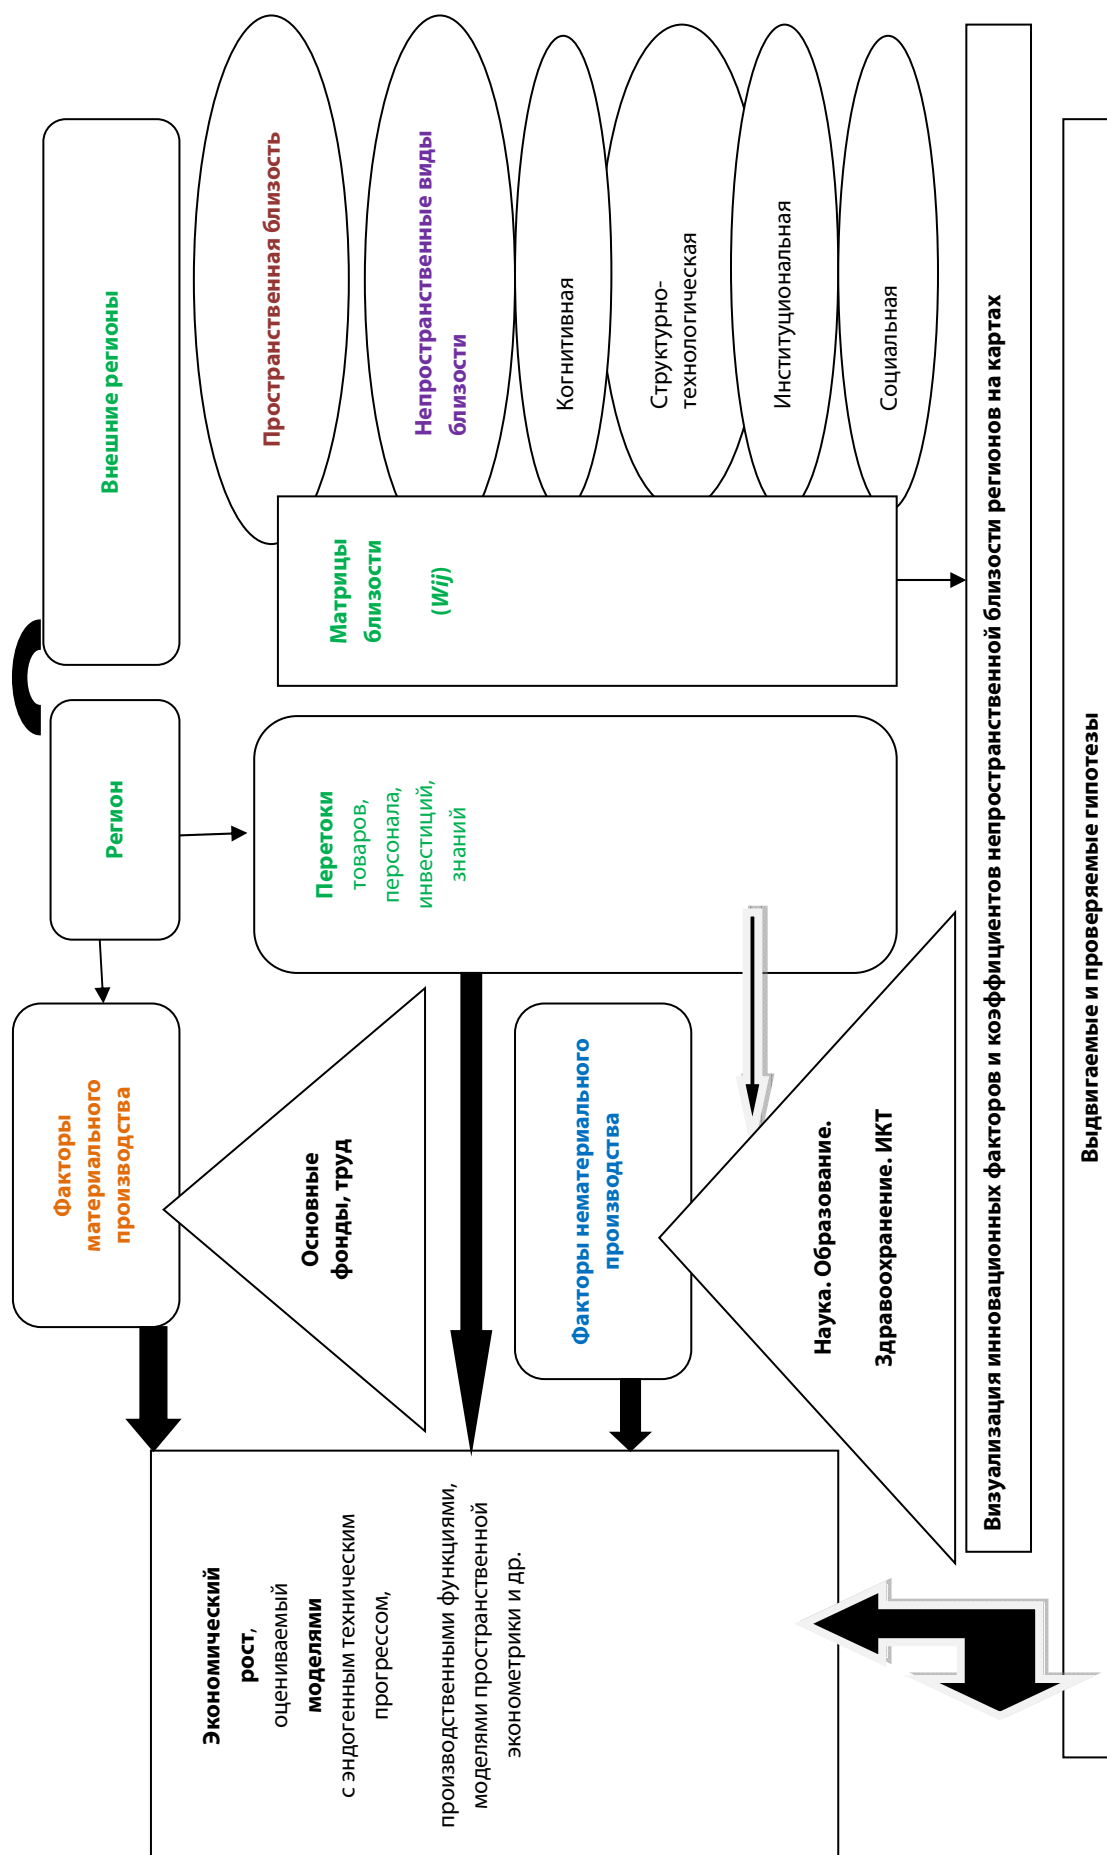 Экономический
рост,
оцениваемый
моделями
с эндогенным техническим
прогрессом,
производственными функциями,
моделями пространственной
эконометрики и др.
Факторы
материального
производства
Основные
фонды, труд
Факторы нематериального
производства
Наука. Образование.
Здравоохранение. ИКТ
Регион
Перетоки
товаров,
персонала,
инвестиций,
знаний
Внешние регионы
Матрицы
близости
(Wij)
Пространственная близость
Непространственные виды
близости
Когнитивная
Структурно-
технологическая
Институциональная
Социальная
Визуализация инновационных факторов и коэффициентов непространственной близости регионов на картах
Выдвигаемые и проверяемые гипотезы